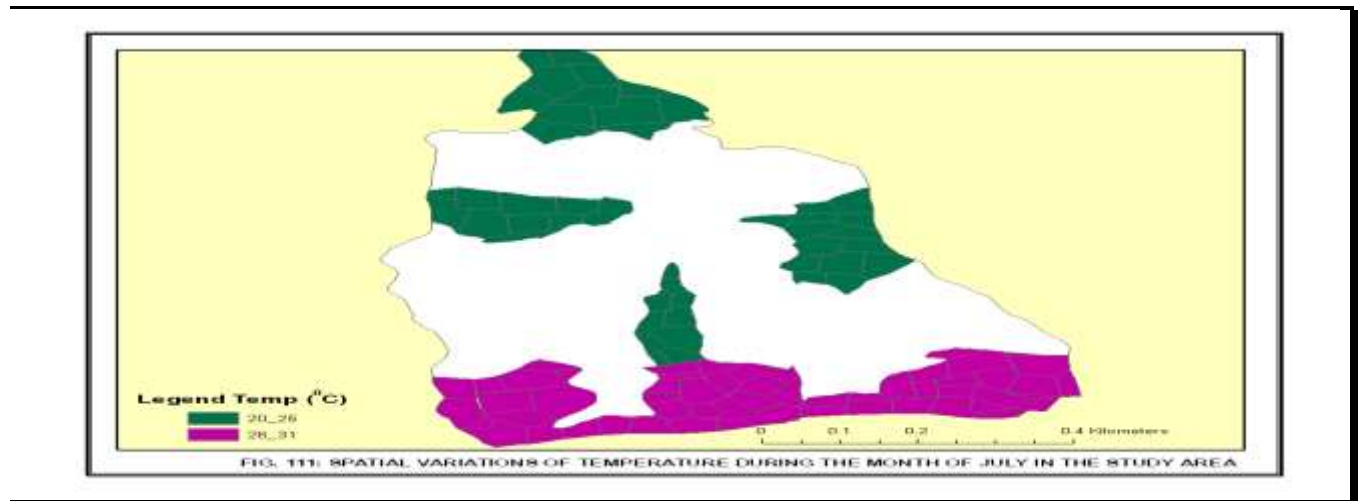 Legend Temp (⁰C)
20_26
26_31
0 0.1 0.2 0.4 Kilometers
FIG. 111: SPATIAL VARIATIONS OF TEMPERATURE DURING THE MONTH OF JULY IN THE STUDY AREA